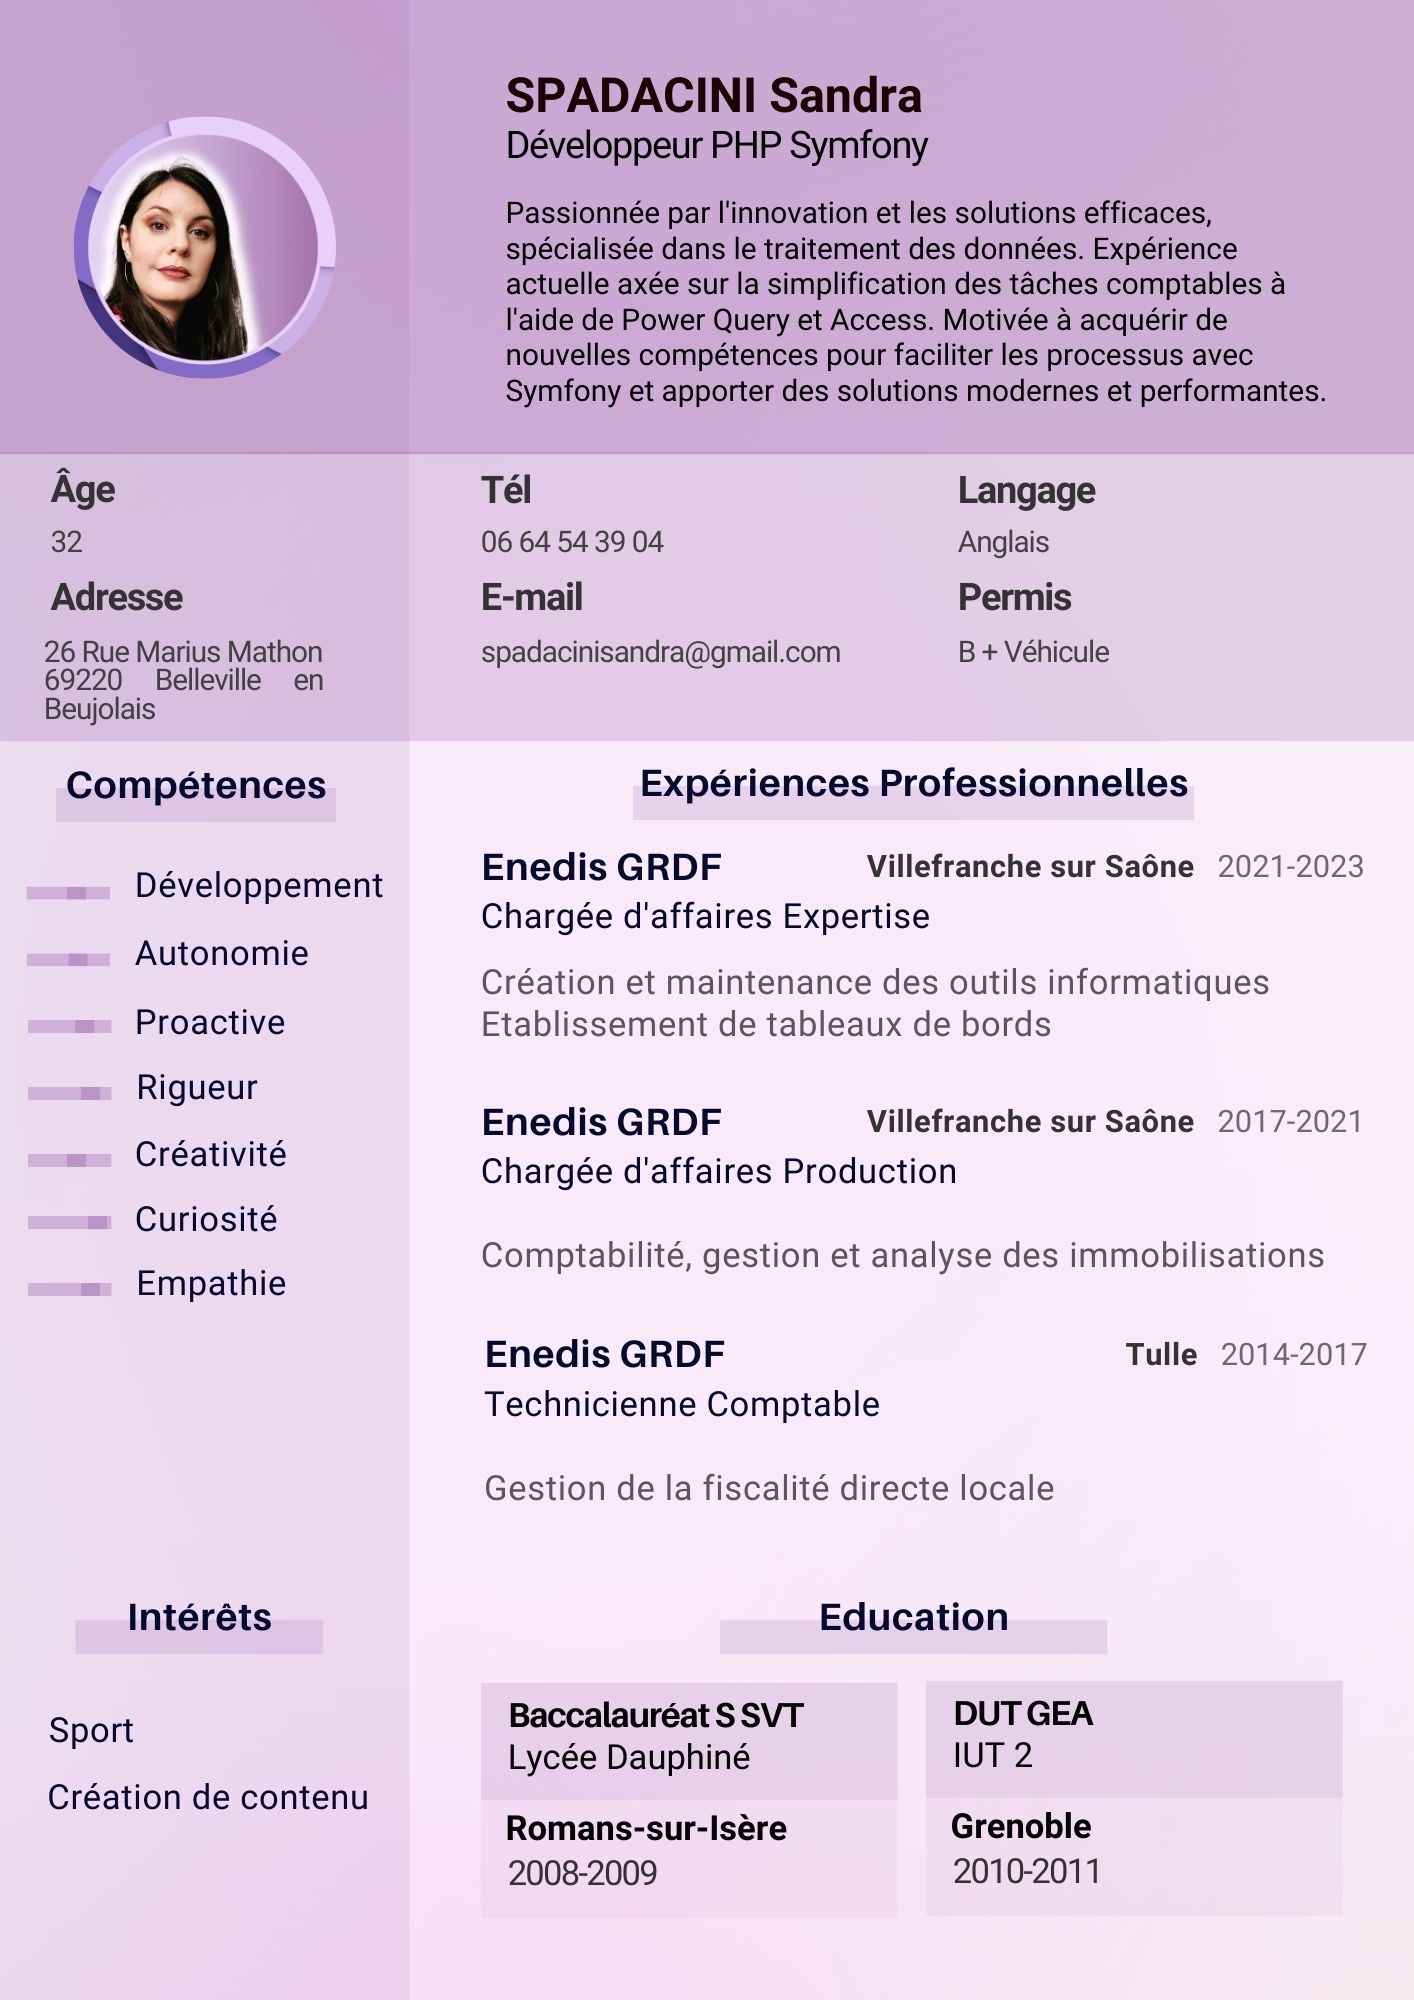 SPADACINI Sandra
Développeur PHP Symfony
Passionnée par l'innovation et les solutions efficaces,
spécialisée dans le traitement des données. Expérience
actuelle axée sur la simplification des tâches comptables à
l'aide de Power Query et Access. Motivée à acquérir de
nouvelles compétences pour faciliter les processus avec
Symfony et apporter des solutions modernes et performantes.
Âge
32
Adresse
26 Rue Marius Mathon
69220 Belleville en
Beujolais
Tél
06 64 54 39 04
E-mail
spadacinisandra@gmail.com
Langage
Anglais
Permis
B + Véhicule
Compétences
Développement
Autonomie
Proactive
Rigueur
Créativité
Curiosité
Empathie
Intérêts
Sport
Création de contenu
Expériences Professionnelles
Enedis GRDF Villefranche sur Saône 2021-2023
Chargée d'affaires Expertise
Création et maintenance des outils informatiques
Etablissement de tableaux de bords
Enedis GRDF Villefranche sur Saône 2017-2021
Chargée d'affaires Production
Comptabilité, gestion et analyse des immobilisations
Enedis GRDF Tulle 2014-2017
Technicienne Comptable
Gestion de la fiscalité directe locale
Education
Baccalauréat S SVT
Lycée Dauphiné
Romans-sur-Isère
2008-2009
DUT GEA
IUT 2
Grenoble
2010-2011